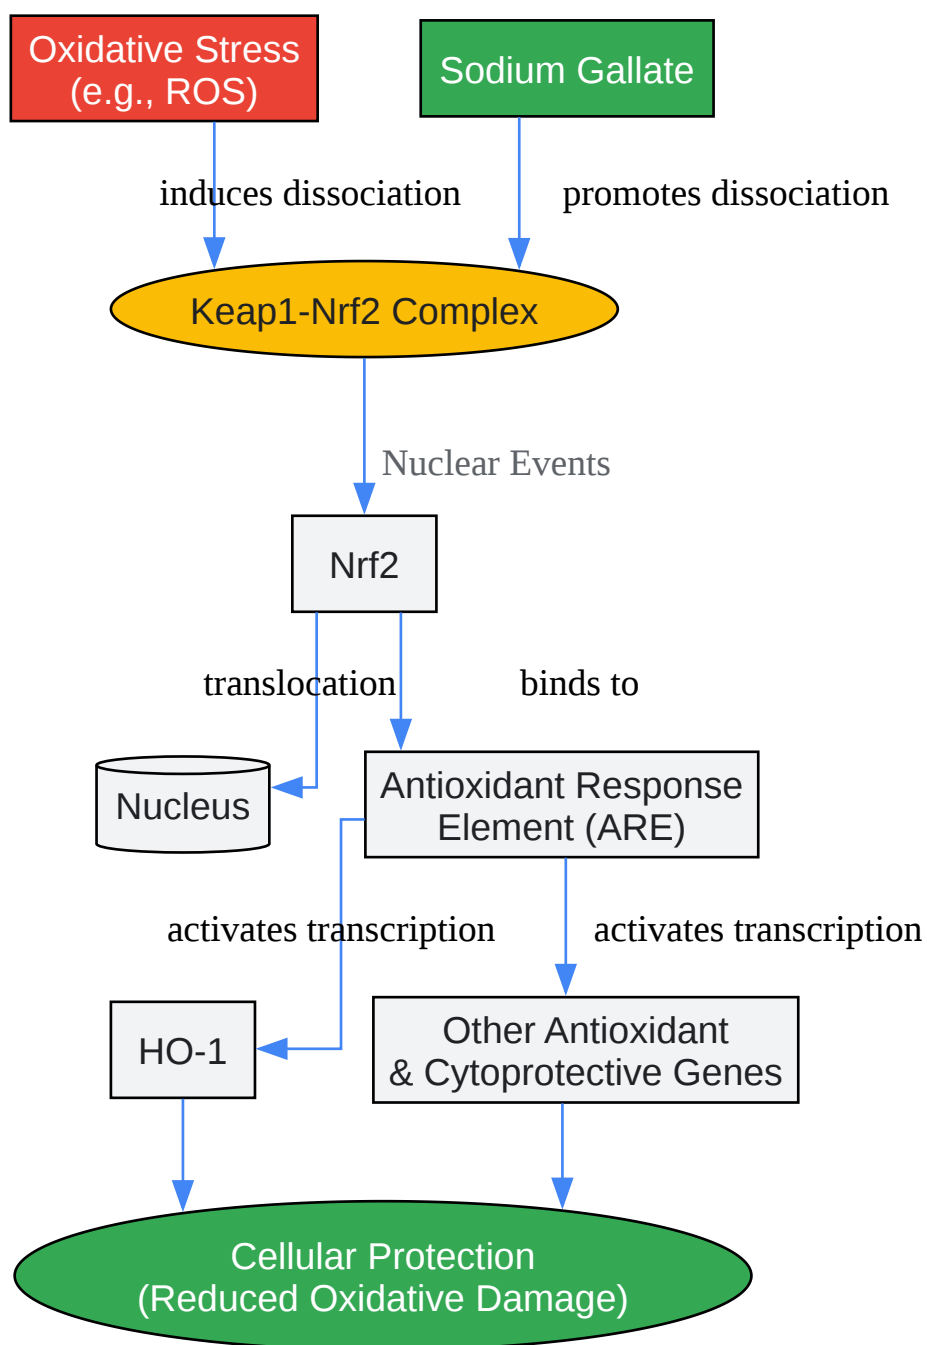 Oxidative Stress
(e.g., ROS)
Sodium Gallate
induces dissociation
promotes dissociation
Keap1-Nrf2 Complex
Nuclear Events
Nrf2
translocation
binds to
Nucleus
Antioxidant Response
Element (ARE)
activates transcription
activates transcription
HO-1
Other Antioxidant
& Cytoprotective Genes
Cellular Protection
(Reduced Oxidative Damage)